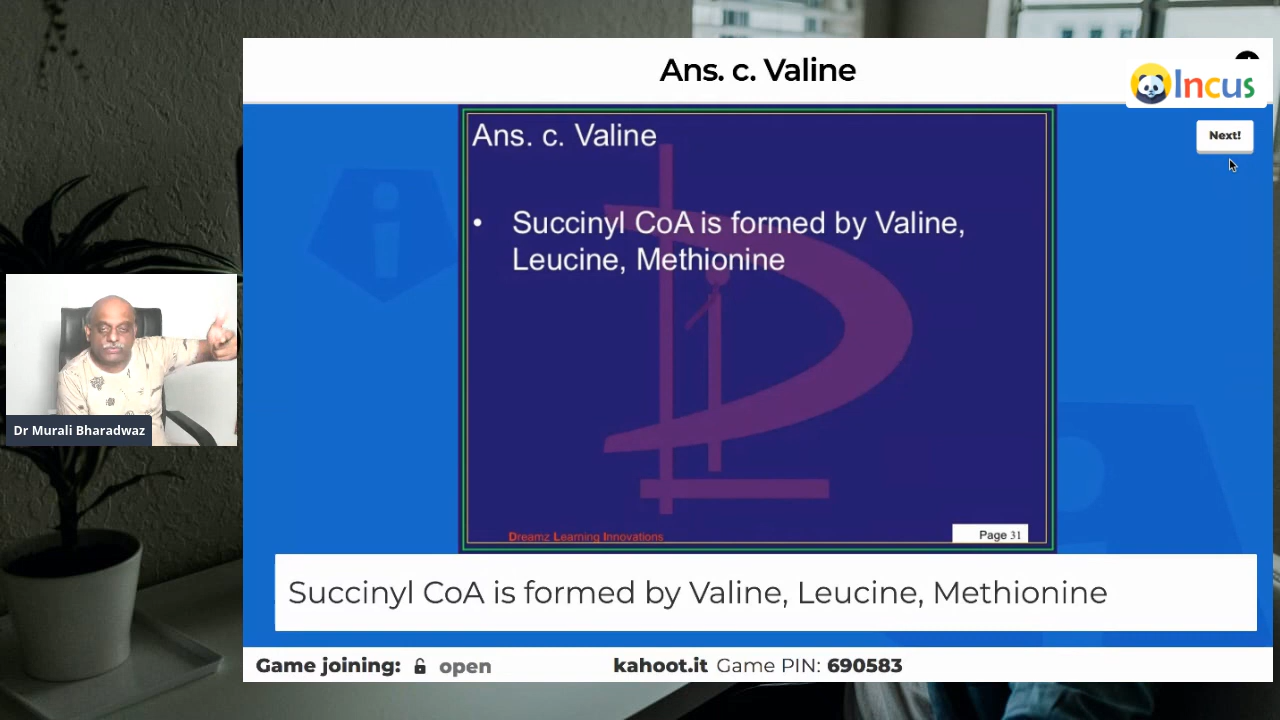 Ans. c. Valine
Incus
Next!
Ans. c. Valine
• Succinyl CoA is formed by Valine,
Leucine, Methionine
Dreamz Learning Innovations
Page 31
Dr Murali Bharadwaz
Succinyl CoA is formed by Valine, Leucine, Methionine
Game joining: open
kahoot.it Game PIN: 690583